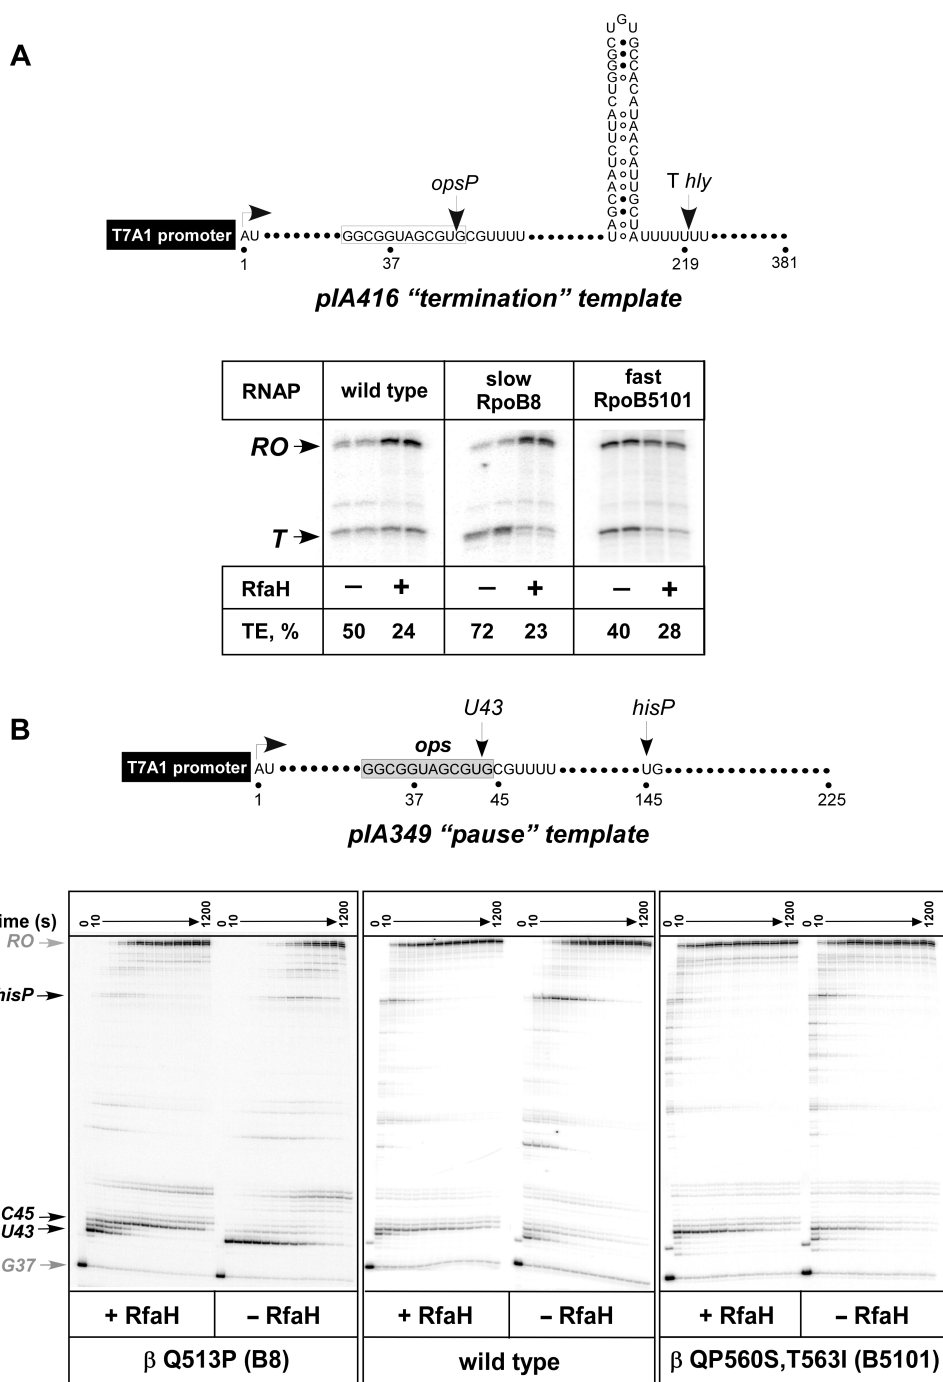 A
U G U
C G
G C
G C
G A
U C
C A
A U
U A
U A
C C
U A
A U
A U
C G
G C
A U
opsP
T hly
T7A1 promoter AU GGCGGUAGCGUGCGUUUU U AUUUUUUU
1 37 219 381
pIA416 “termination” template
RNAP wild type slow RpoB8 fast RpoB5101
RO
T
RfaH – + – + – +
TE, % 50 24 72 23 40 28
B
U43 hisP
ops
T7A1 promoter AU GGCGGUAGCGUGCGUUUU UG
1 37 45 145 225
pIA349 “pause” template
ime (s) 0 10 1200 0 10 1200 0 10 1200 0 10 1200 0 10 1200 0 10 1200
RO
hisP
C45
U43
G37
+ RfaH – RfaH + RfaH – RfaH + RfaH – RfaH
β Q513P (B8) wild type β QP560S,T563I (B5101)